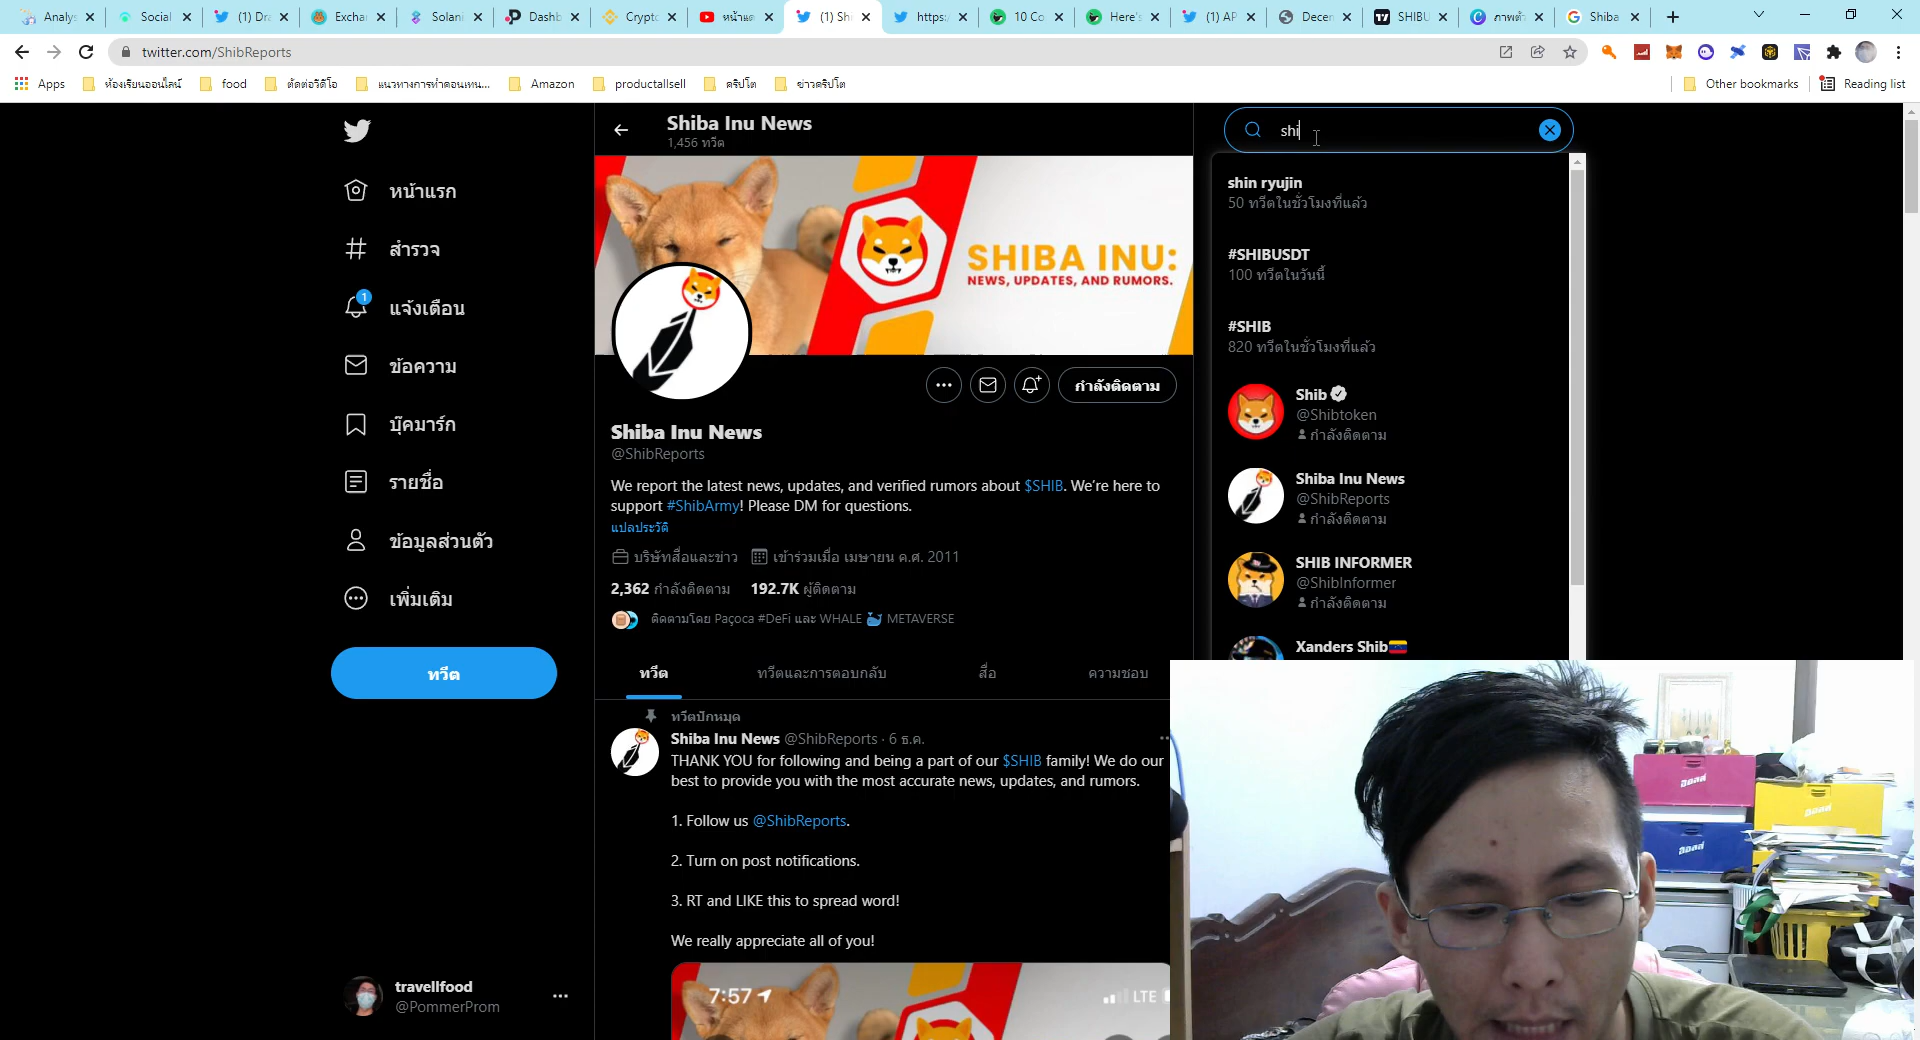 Analys
Social
(1) Dra
Excha
Solan
Dashb
Crypto
หน้าแร
(1) Shi
https:/
10 Co
Here's
(1) AP
Decen
SHIBU
ภาพตัว
Shiba
twitter.com/ShibReports
Apps
ห้องเรียนออนไลน์
food
ตัดต่อวิดีโอ
แนวทางการทำคอนเทน...
Amazon
productallsell
คริปโต
ข่าวคริปโต
Other bookmarks
Reading list
หน้าแรก
สำรวจ
1
แจ้งเตือน
ข้อความ
บุ๊คมาร์ก
รายชื่อ
ข้อมูลส่วนตัว
เพิ่มเติม
ทวีต
travellfood
@PommerProm
Shiba Inu News
1,456 ทวีต
SHIBA INU:
NEWS, UPDATES, AND RUMORS.
กำลังติดตาม
Shiba Inu News
@ShibReports
We report the latest news, updates, and verified rumors about $SHIB. We're here to
support #ShibArmy! Please DM for questions.
แปลประวัติ
บริษัทสื่อและข่าว เข้าร่วมเมื่อ เมษายน ค.ศ. 2011
2,362 กำลังติดตาม 192.7K ผู้ติดตาม
ติดตามโดย Paçoca #DeFi และ WHALE 🐳 METAVERSE
ทวีต
ทวีตและการตอบกลับ
สื่อ
ความชอบ
ทวีตปักหมุด
Shiba Inu News @ShibReports · 6 ธ.ค.
THANK YOU for following and being a part of our $SHIB family! We do our
best to provide you with the most accurate news, updates, and rumors.
1. Follow us @ShibReports.
2. Turn on post notifications.
3. RT and LIKE this to spread word!
We really appreciate all of you!
7:57
LTE
shi
shin ryujin
50 ทวีตในชั่วโมงที่แล้ว
#SHIBUSDT
100 ทวีตในวันนี้
#SHIB
820 ทวีตในชั่วโมงที่แล้ว
Shib
@Shibtoken
กำลังติดตาม
Shiba Inu News
@ShibReports
กำลังติดตาม
SHIB INFORMER
@ShibInformer
กำลังติดตาม
Xanders Shib🇻🇪